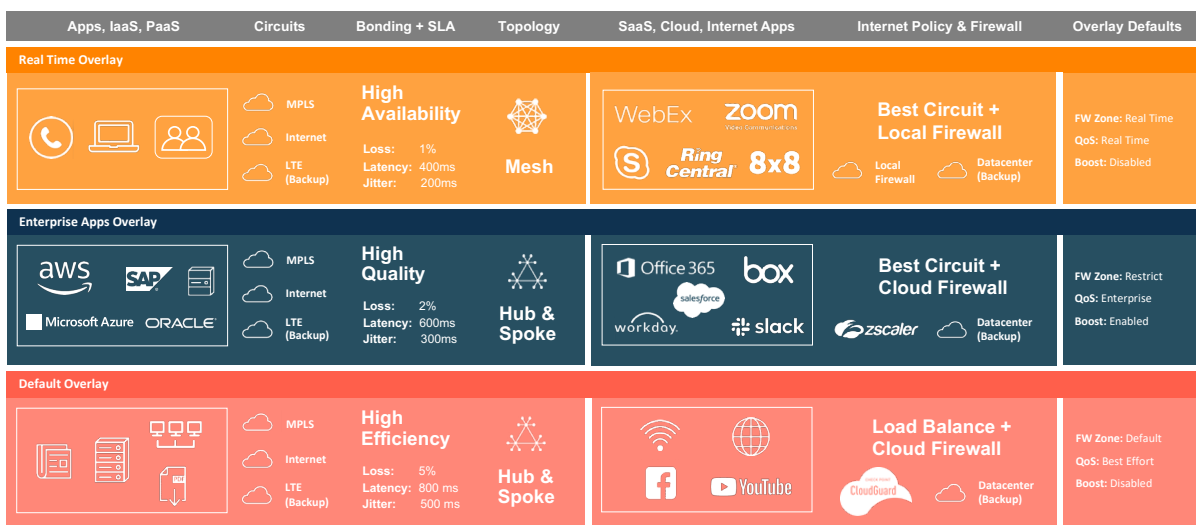 Apps, IaaS, PaaS
Circuits
Bonding + SLA
Topology
SaaS, Cloud, Internet Apps
Internet Policy & Firewall
Overlay Defaults
Real Time Overlay
MPLS
Internet
LTE
(Backup)
High
Availability
Loss: 1%
Latency: 400ms
Jitter: 200ms
Mesh
WebEx
zoom
Video Communications
S
Ring
Central
8x8
Best Circuit +
Local Firewall
Local
Firewall
Datacenter
(Backup)
FW Zone: Real Time
QoS: Real Time
Boost: Disabled
Enterprise Apps Overlay
aws
SAP
Microsoft Azure
ORACLE
MPLS
Internet
LTE
(Backup)
High
Quality
Loss: 2%
Latency: 600ms
Jitter: 300ms
Hub &
Spoke
Office 365
box
salesforce
workday.
slack
Best Circuit +
Cloud Firewall
zscaler
Datacenter
(Backup)
FW Zone: Restrict
QoS: Enterprise
Boost: Enabled
Default Overlay
PDF
MPLS
Internet
LTE
(Backup)
High
Efficiency
Loss: 5%
Latency: 800 ms
Jitter: 500 ms
Hub &
Spoke
f
YouTube
Load Balance +
Cloud Firewall
CHECK POINT
CloudGuard
Datacenter
(Backup)
FW Zone: Default
QoS: Best Effort
Boost: Disabled